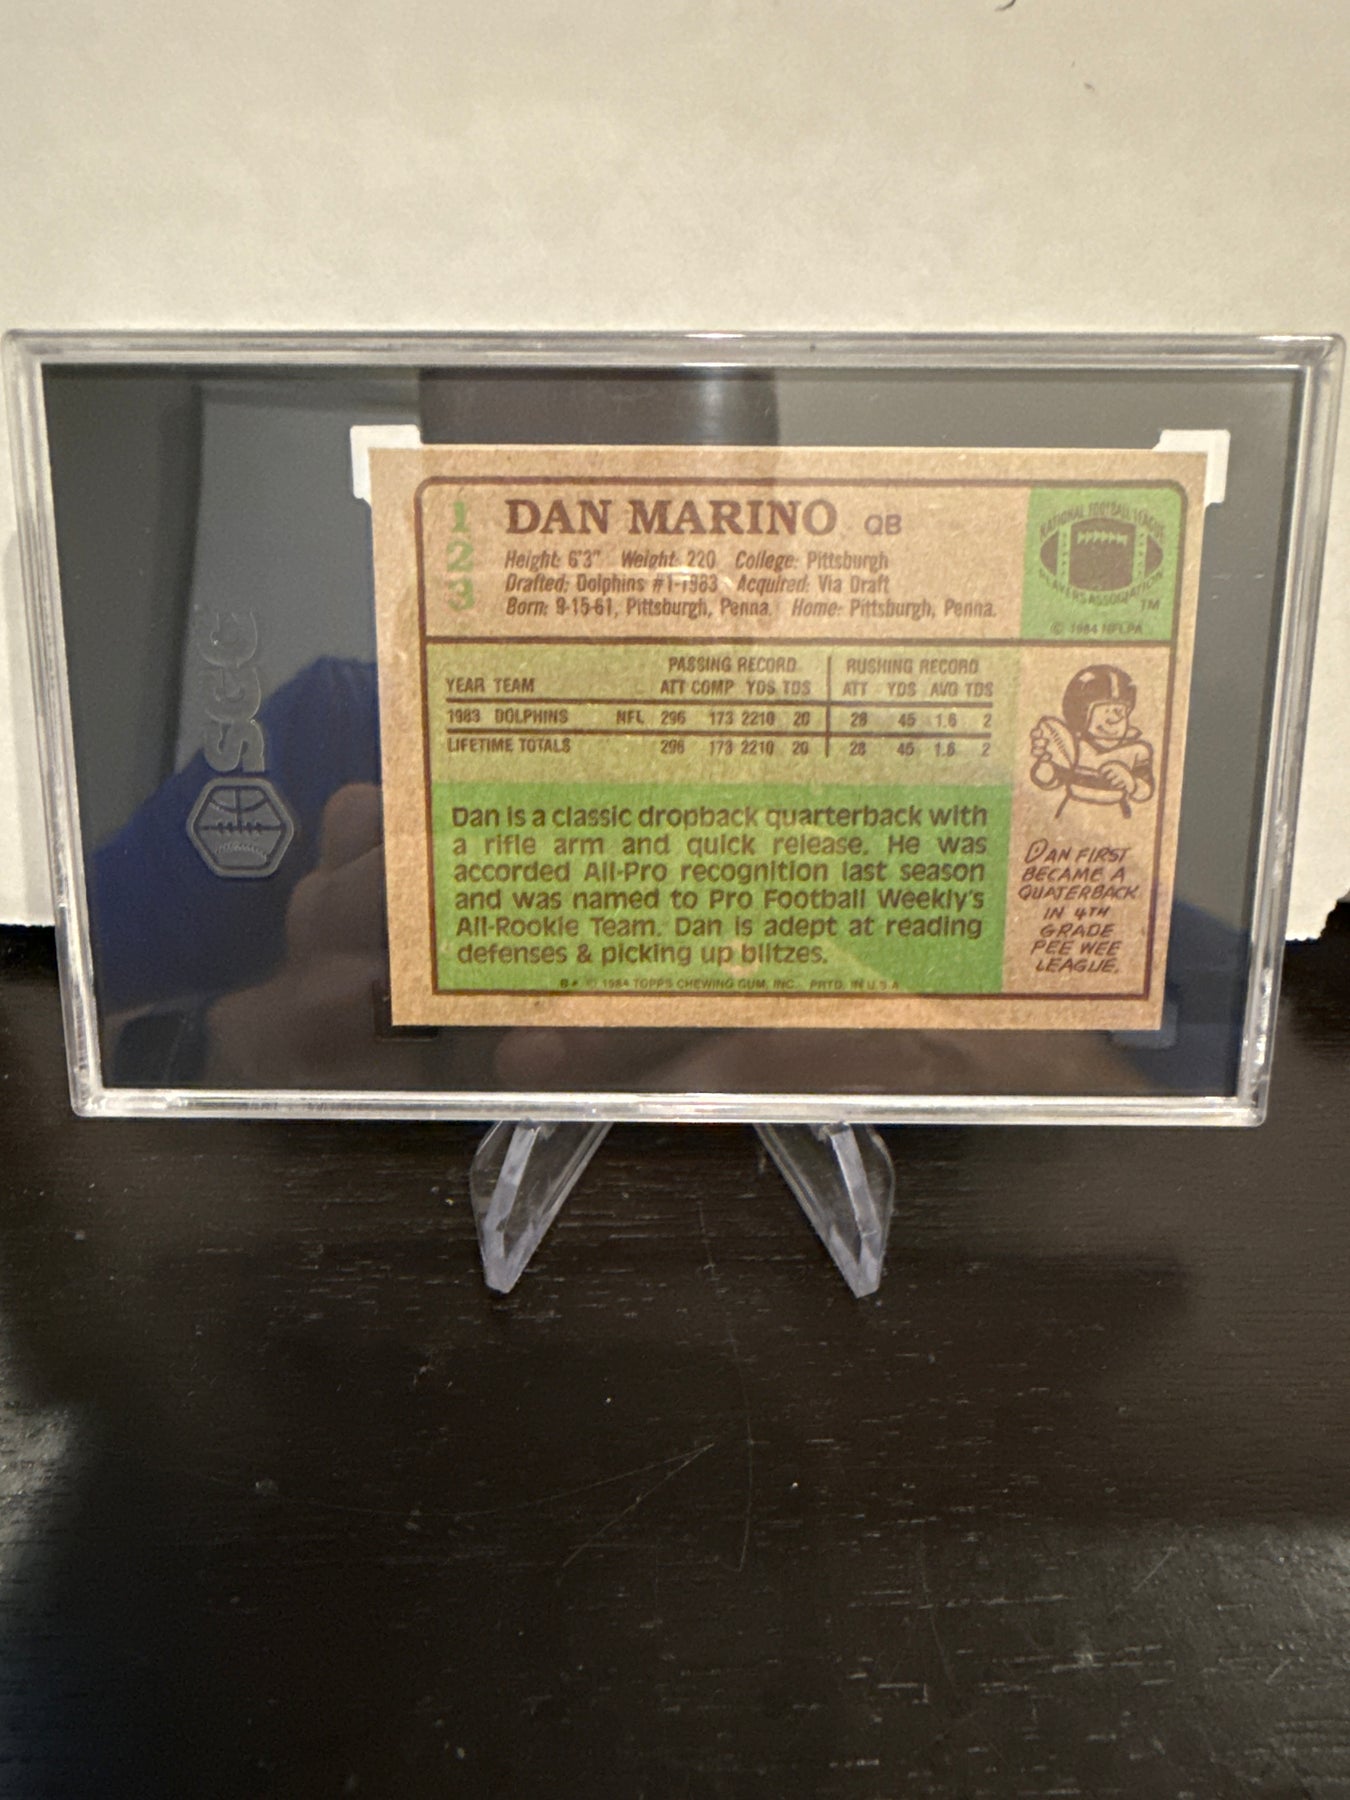 SGC
1
2
3
DAN MARINO QB
Height: 6'3" Weight: 220 College: Pittsburgh
Drafted: Dolphins #1-1983 Acquired: Via Draft
Born: 9-15-61, Pittsburgh, Penna. Home: Pittsburgh, Penna.
NATIONAL FOOTBALL LEAGUE
PLAYERS ASSOCIATION
TM
© 1984 NFLPA
PASSING RECORD RUSHING RECORD
YEAR TEAM ATT COMP YDS TDS ATT YDS AVG TDS
1983 DOLPHINS NFL 296 173 2210 20 28 45 1.6 2
LIFETIME TOTALS 296 173 2210 20 28 45 1.6 2
Dan is a classic dropback quarterback with
a rifle arm and quick release. He was
accorded All-Pro recognition last season
and was named to Pro Football Weekly's
All-Rookie Team. Dan is adept at reading
defenses & picking up blitzes.
DAN FIRST
BECAME A
QUATERBACK
IN 4TH
GRADE
PEE WEE
LEAGUE.
B* © 1984 TOPPS CHEWING GUM, INC. PRTD. IN U.S.A.